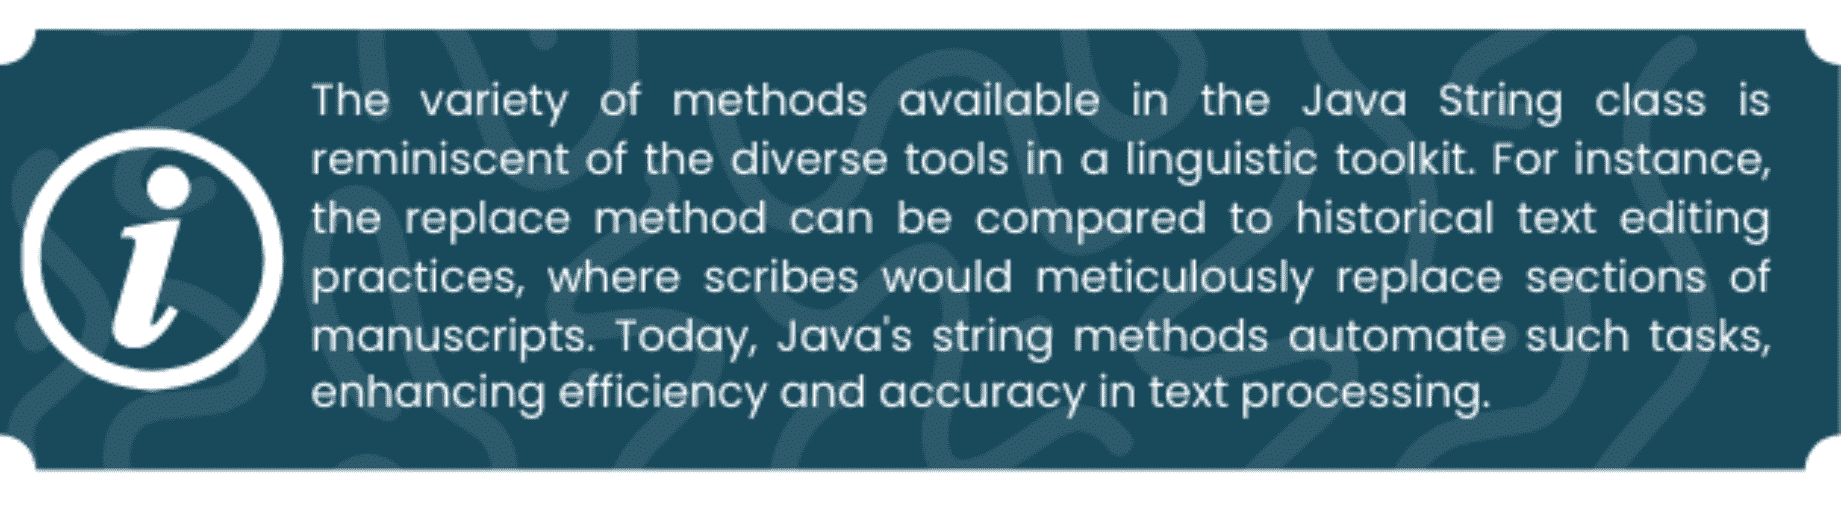 The variety of methods available in the Java String class is
reminiscent of the diverse tools in a linguistic toolkit. For instance,
the replace method can be compared to historical text editing
practices, where scribes would meticulously replace sections of
manuscripts. Today, Java's string methods automate such tasks,
enhancing efficiency and accuracy in text processing.